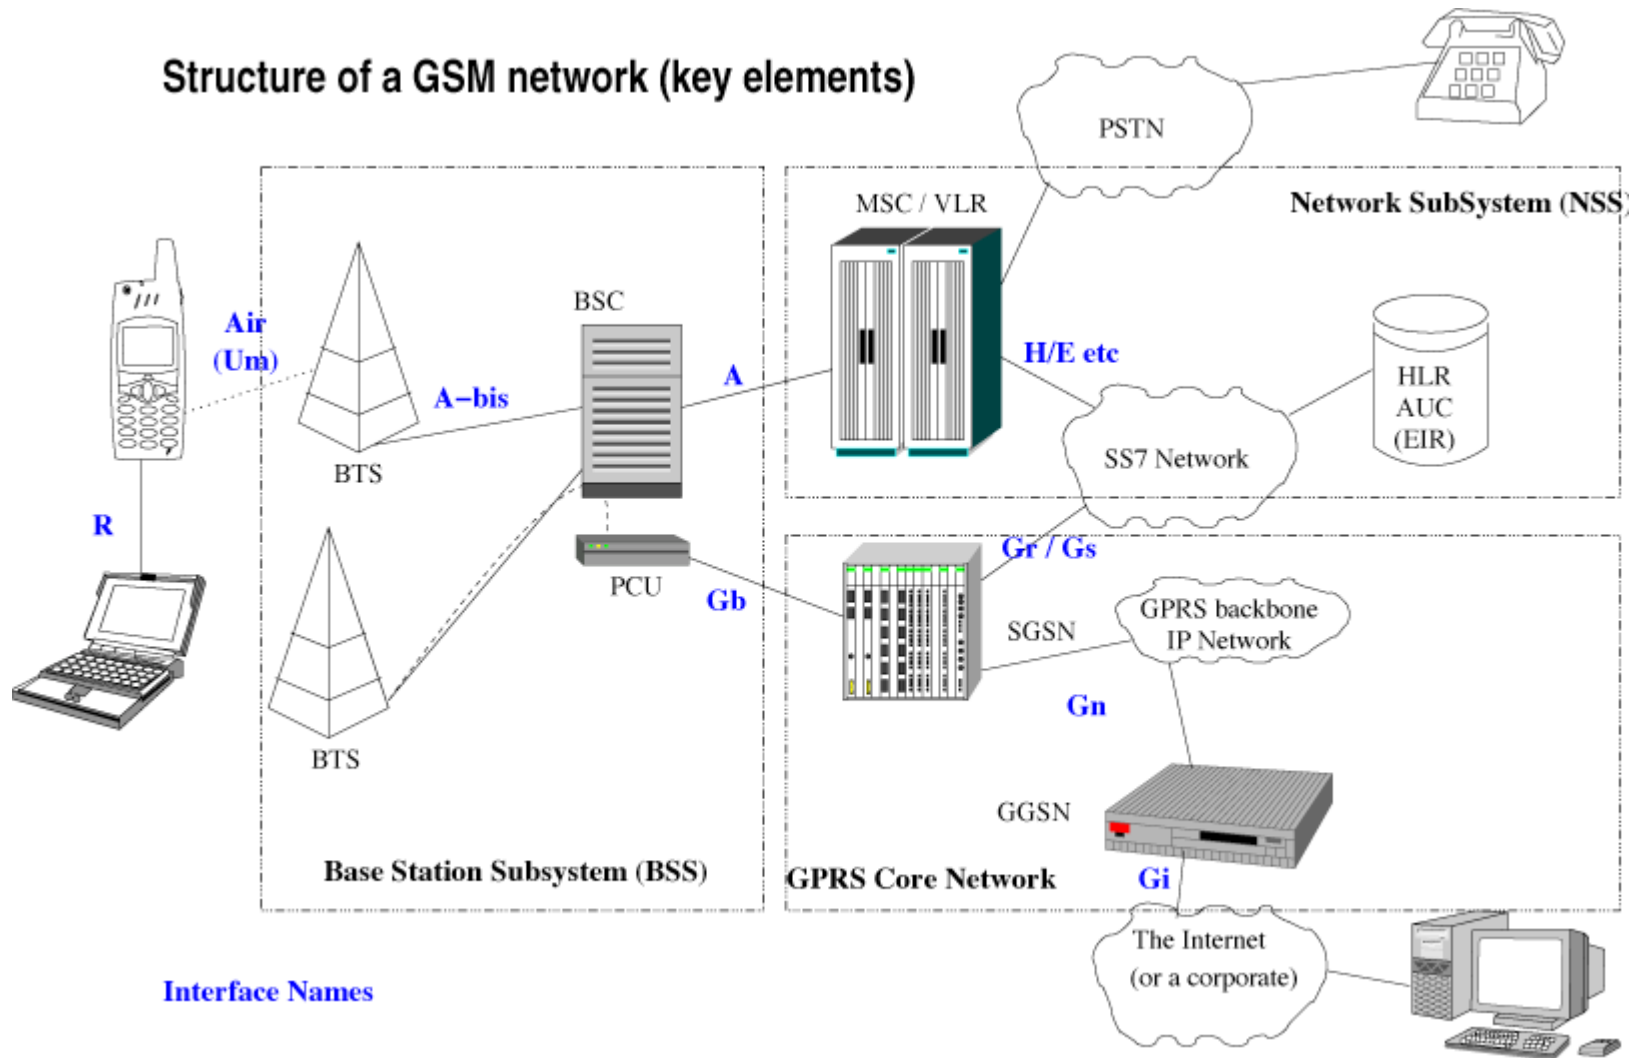 Structure of a GSM network (key elements)
PSTN
MSC / VLR
Network SubSystem (NSS)
BSC
Air
(Um)
A
H/E etc
A–bis
HLR
AUC
(EIR)
SS7 Network
BTS
R
Gr / Gs
PCU
Gb
SGSN
GPRS backbone
IP Network
Gn
BTS
GGSN
Base Station Subsystem (BSS)
GPRS Core Network
Gi
The Internet
(or a corporate)
Interface Names